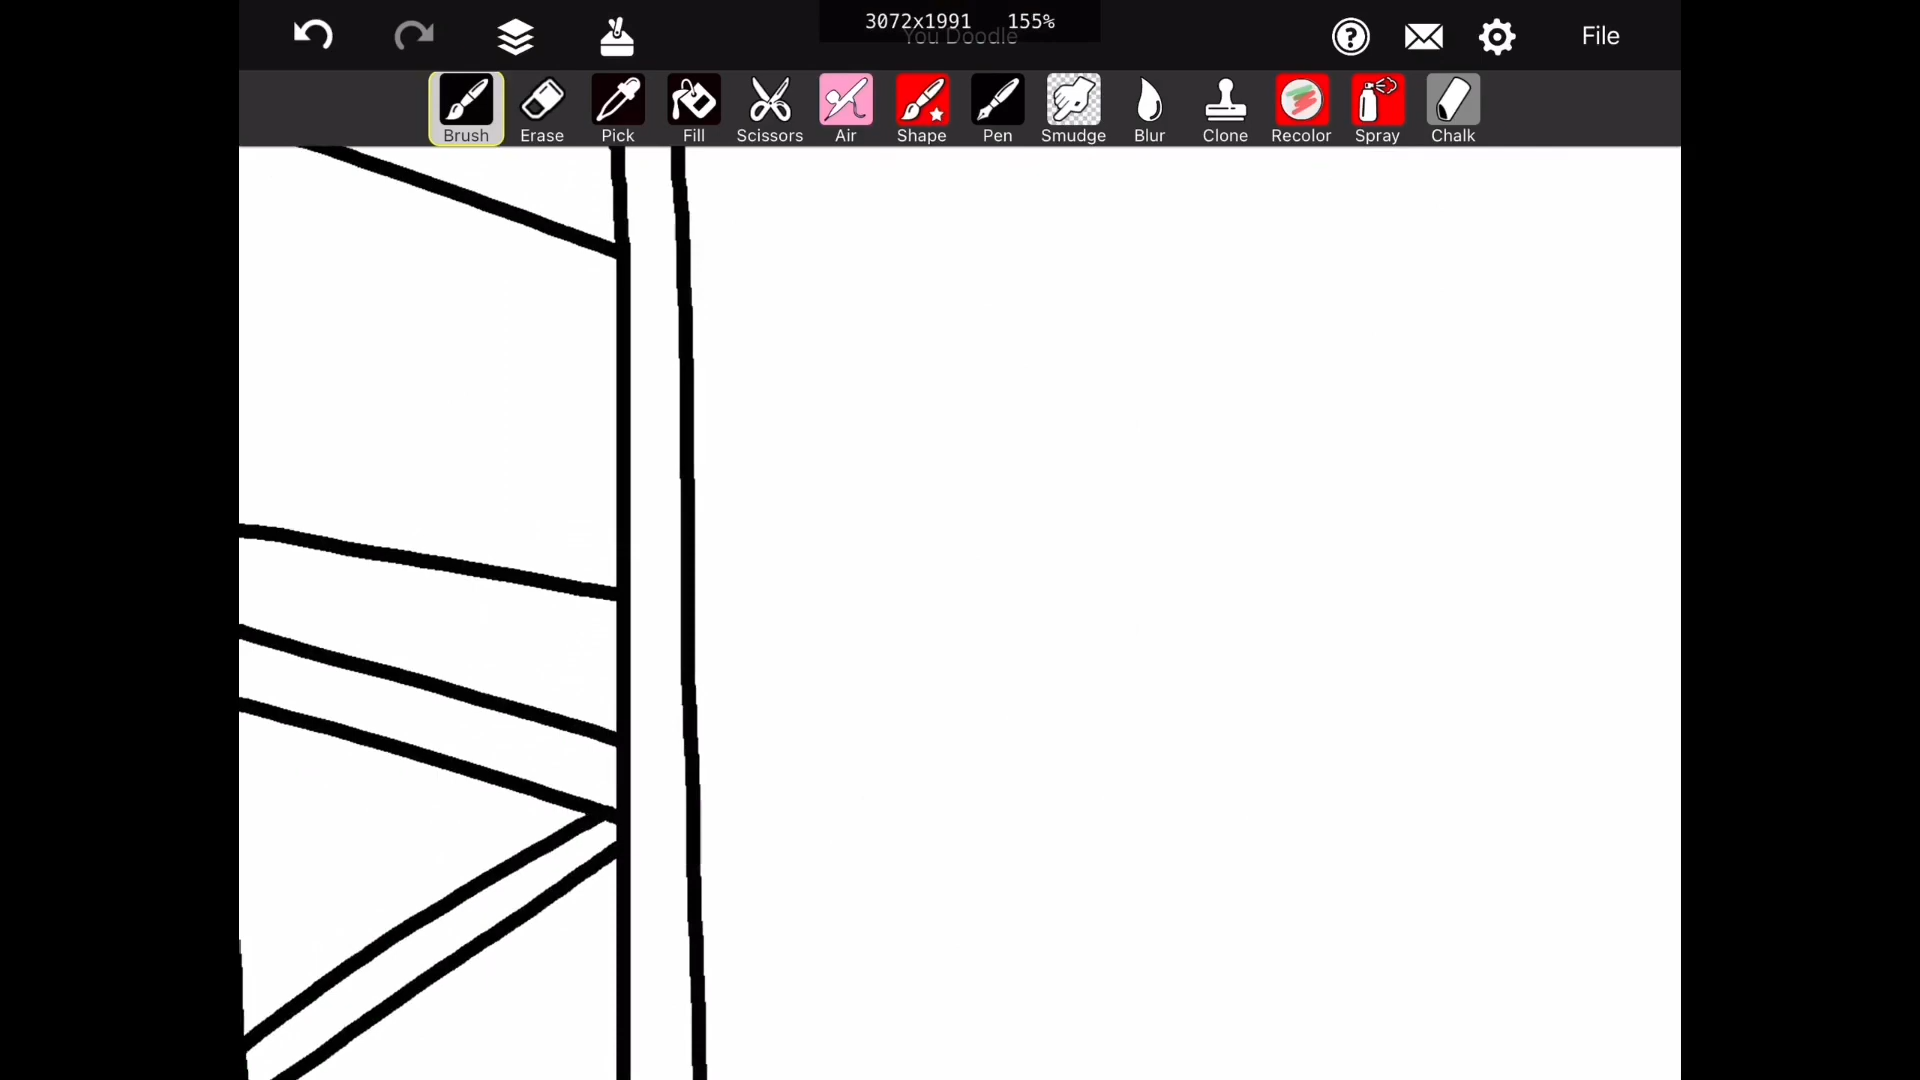 3072x1991 155%
You Doodle
File
Brush Erase Pick Fill Scissors Air Shape Pen Smudge Blur Clone Recolor Spray Chalk